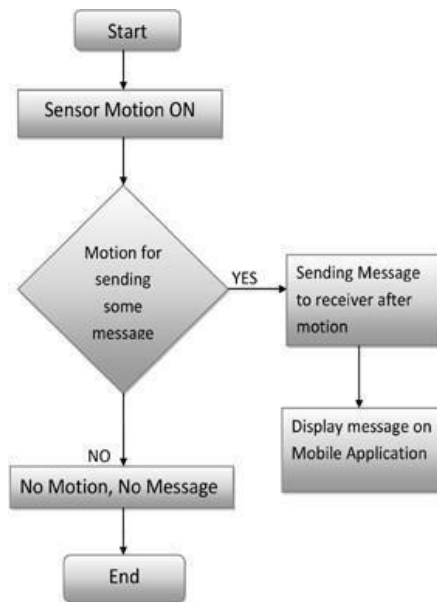 Start
Sensor Motion ON
Motion for
sending
some
message
YES
Sending Message
to receiver after
motion
Display message on
Mobile Application
NO
No Motion, No Message
End